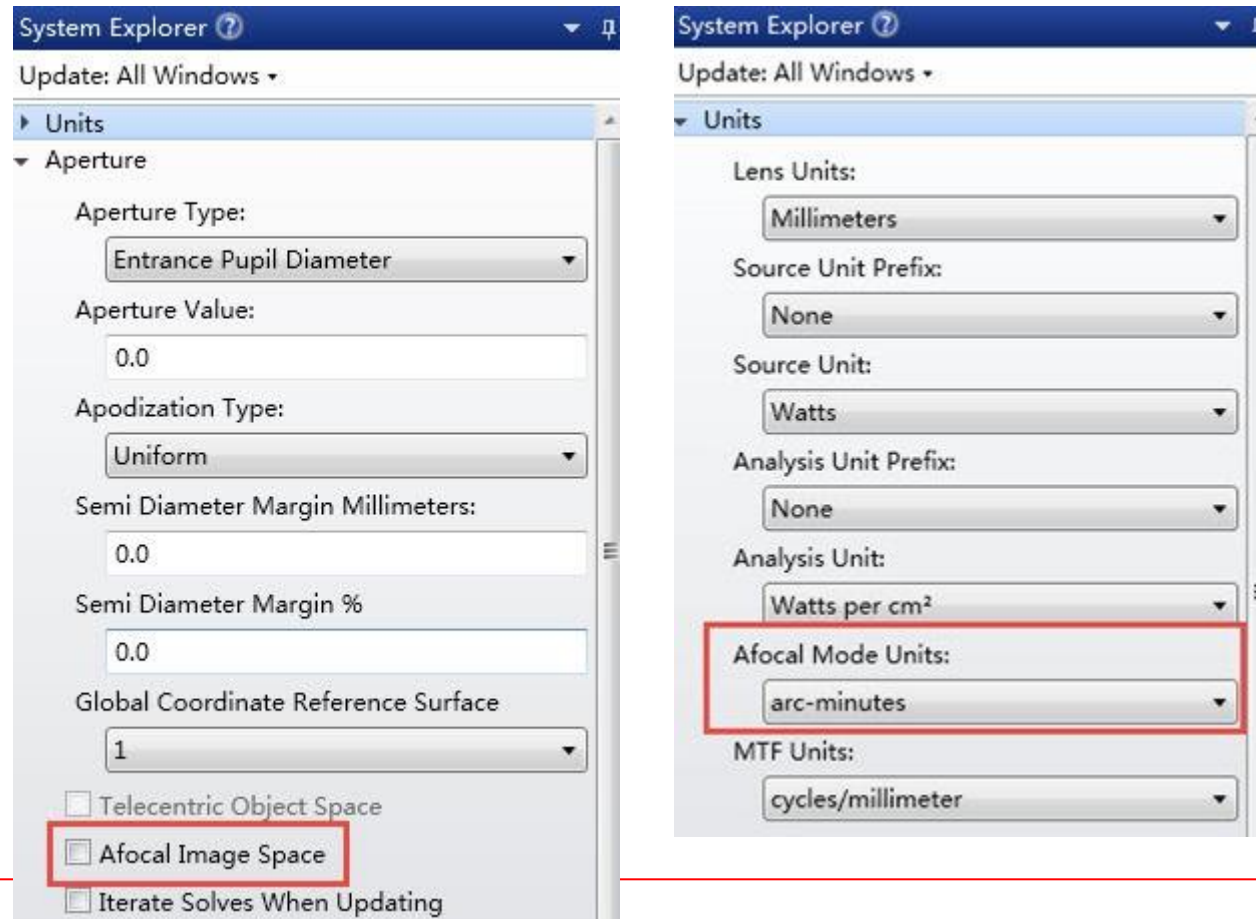 System Explorer
Update: All Windows
Units
Aperture
Aperture Type:
Entrance Pupil Diameter
Aperture Value:
0.0
Apodization Type:
Uniform
Semi Diameter Margin Millimeters:
0.0
Semi Diameter Margin %
0.0
Global Coordinate Reference Surface
1
Telecentric Object Space
Afocal Image Space
Iterate Solves When Updating
System Explorer
Update: All Windows
Units
Lens Units:
Millimeters
Source Unit Prefix:
None
Source Unit:
Watts
Analysis Unit Prefix:
None
Analysis Unit:
Watts per cm²
Afocal Mode Units:
arc-minutes
MTF Units:
cycles/millimeter